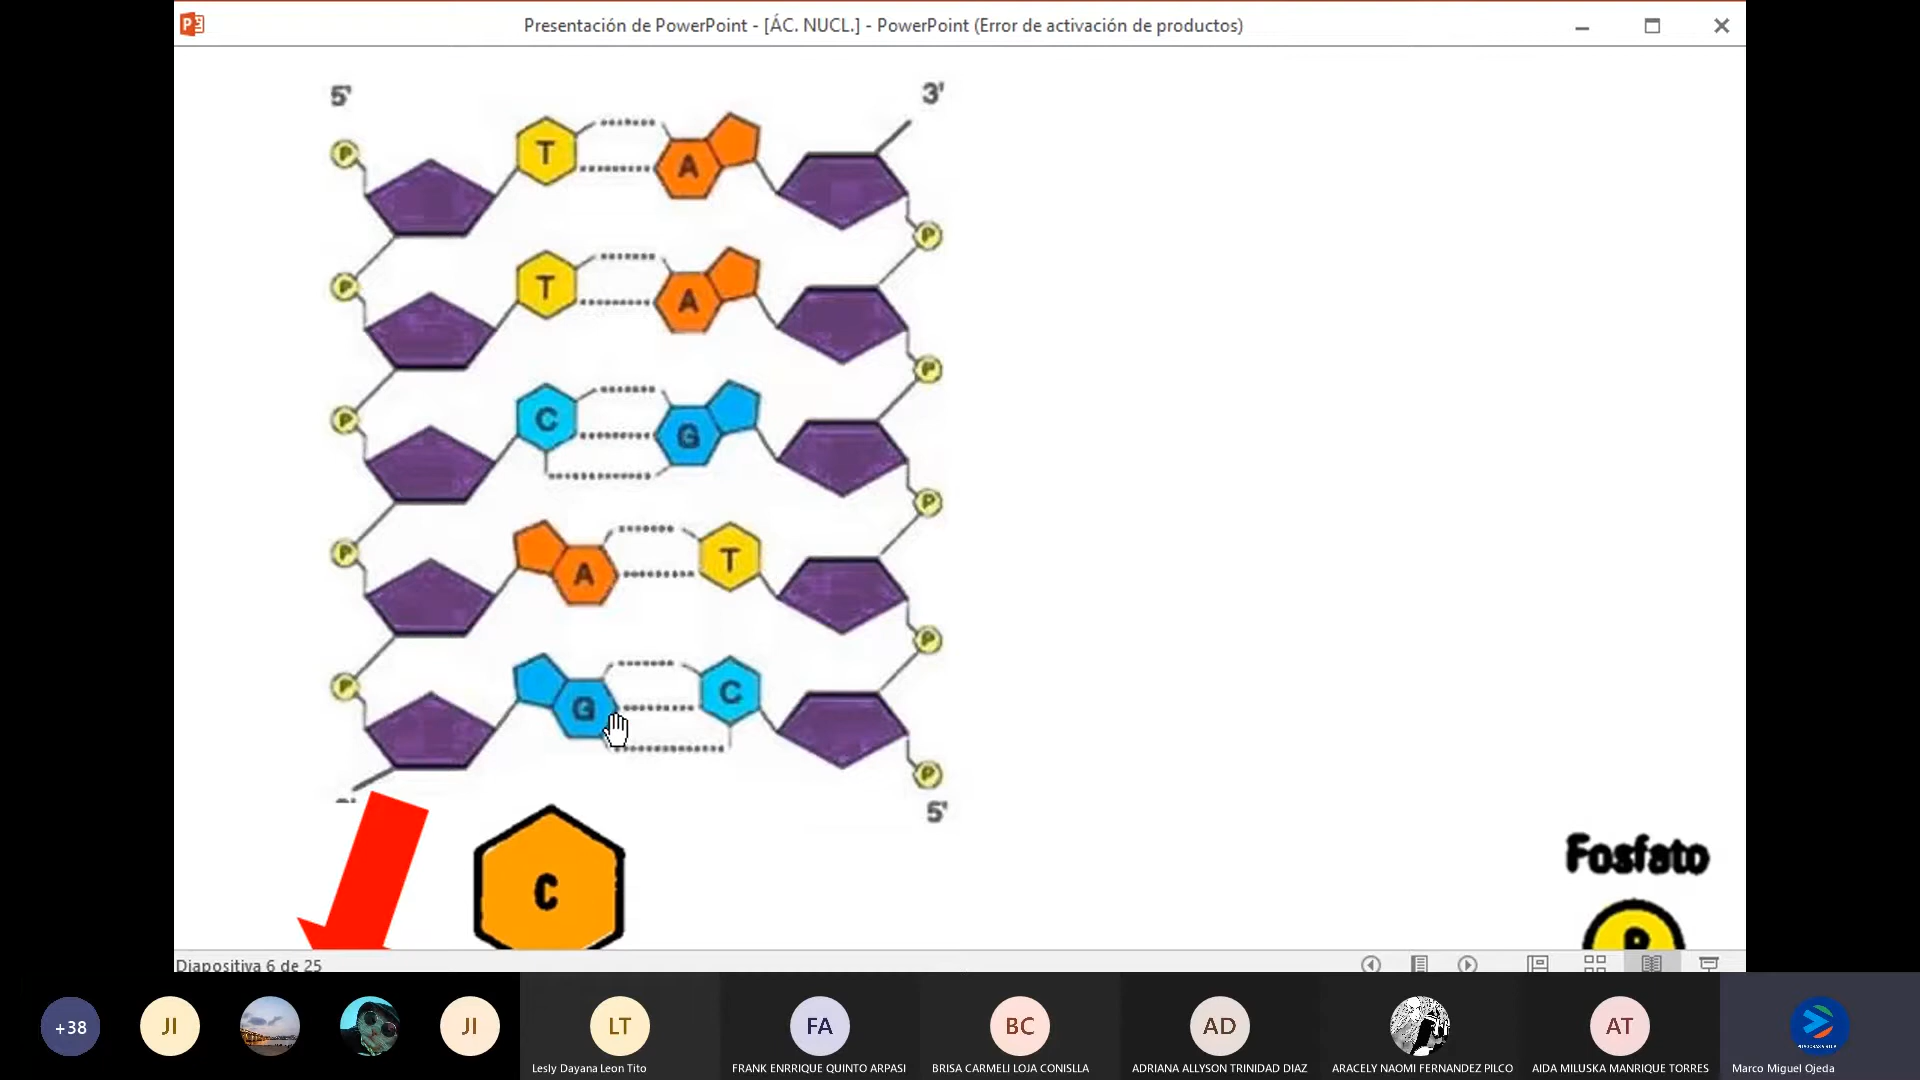 Presentación de PowerPoint - [ÁC. NUCL.] - PowerPoint (Error de activación de productos)
5' 3'
P T A
P
P T A
P
P C G
P
P A T
P
P G C
P
5'
C
Fosfato
P
Diapositiva 6 de 25
+38 JI JI LT FA BC AD AT
Lesly Dayana Leon Tito FRANK ENRRIQUE QUINTO ARPASI BRISA CARMELI LOJA CONISLLA ADRIANA ALLYSON TRINIDAD DIAZ ARACELY NAOMI FERNANDEZ PILCO AIDA MILUSKA MANRIQUE TORRES Marco Miguel Ojeda